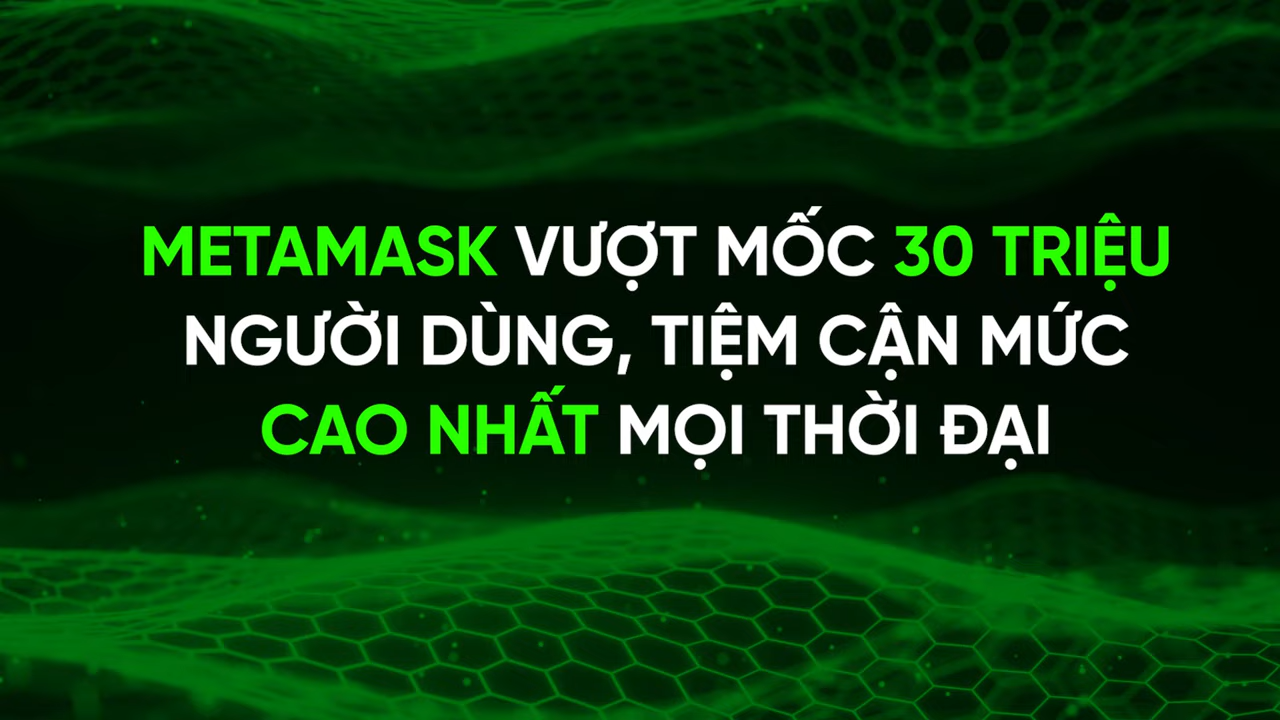 METAMASK VƯỢT MỐC 30 TRIỆU
NGƯỜI DÙNG, TIỆM CẬN MỨC
CAO NHẤT MỌI THỜI ĐẠI